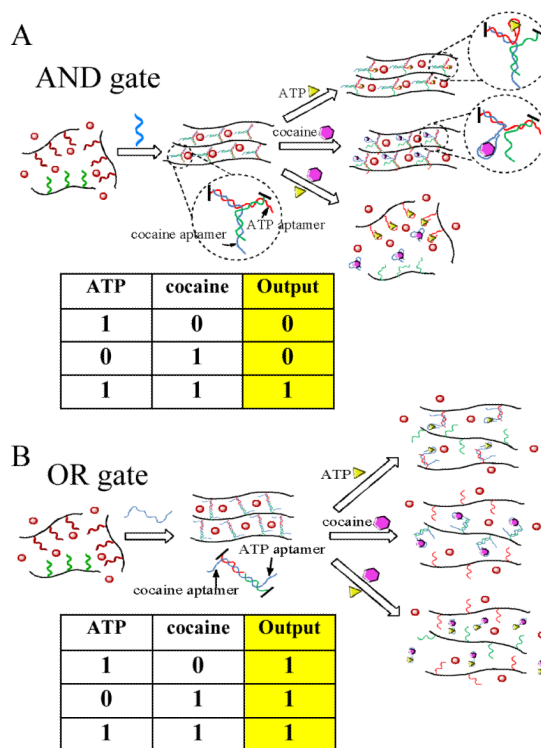 A
AND gate
ATP
cocaine
cocaine aptamer
ATP aptamer
ATP cocaine Output
1 0 0
0 1 0
1 1 1
B
OR gate
ATP
cocaine
ATP aptamer
cocaine aptamer
ATP cocaine Output
1 0 1
0 1 1
1 1 1